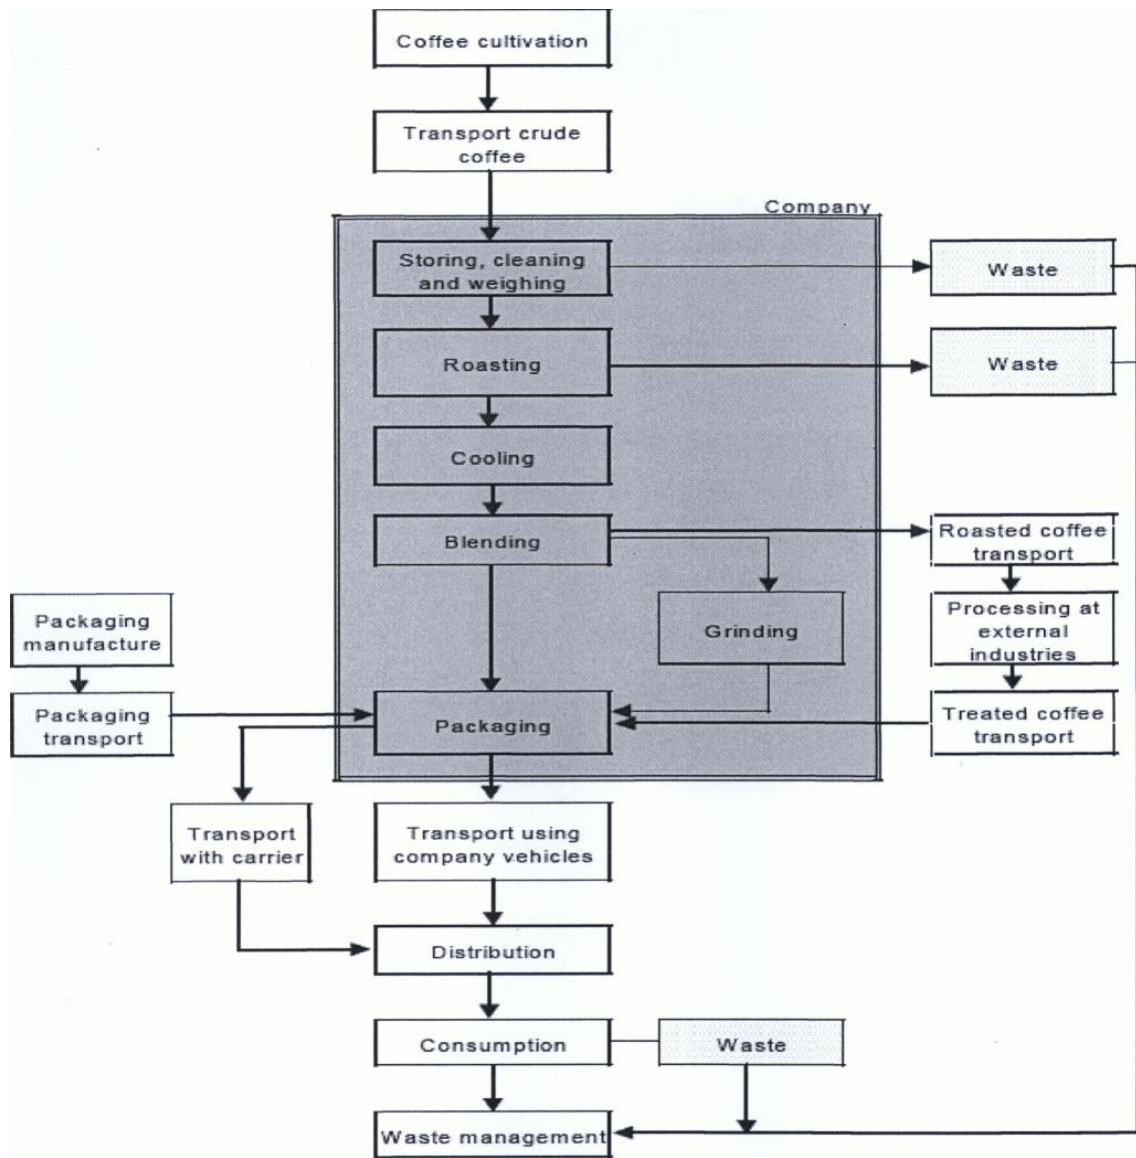 Coffee cultivation
Transport crude
coffee
Company
Storing, cleaning
and weighing
Waste
Roasting
Waste
Cooling
Blending
Roasted coffee
transport
Packaging
manufacture
Grinding
Processing at
external
industries
Packaging
transport
Packaging
Treated coffee
transport
Transport
with carrier
Transport using
company vehicles
Distribution
Consumption
Waste
Waste management